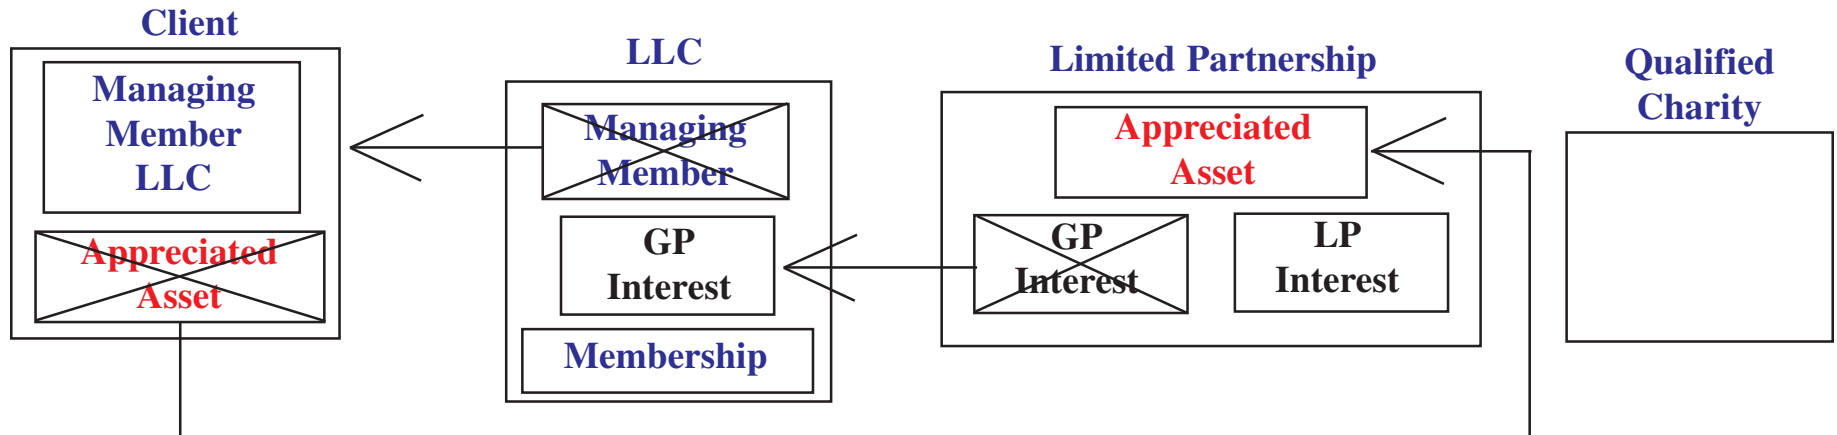 Client
Managing
Member
LLC
Appreciated
Asset
LLC
Managing
Member
GP
Interest
Membership
Limited Partnership
Appreciated
Asset
GP
Interest
LP
Interest
Qualified
Charity